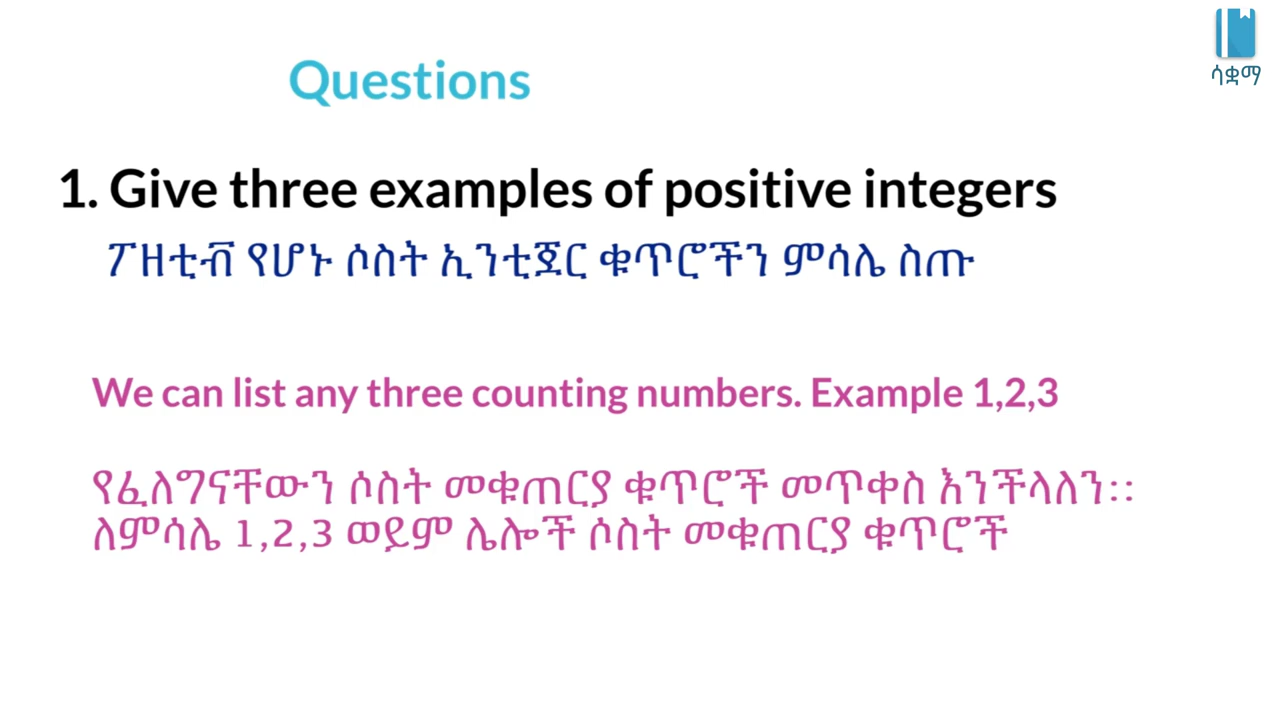 ሳቋማ
Questions
1. Give three examples of positive integers
ፖዘቲቭ የሆኑ ሶስት ኢንቲጀር ቁጥሮችን ምሳሌ ስጡ
We can list any three counting numbers. Example 1,2,3
የፈለግናቸውን ሶስት መቁጠርያ ቁጥሮች መጥቀስ እንችላለን::
ለምሳሌ 1,2,3 ወይም ሌሎች ሶስት መቁጠርያ ቁጥሮች